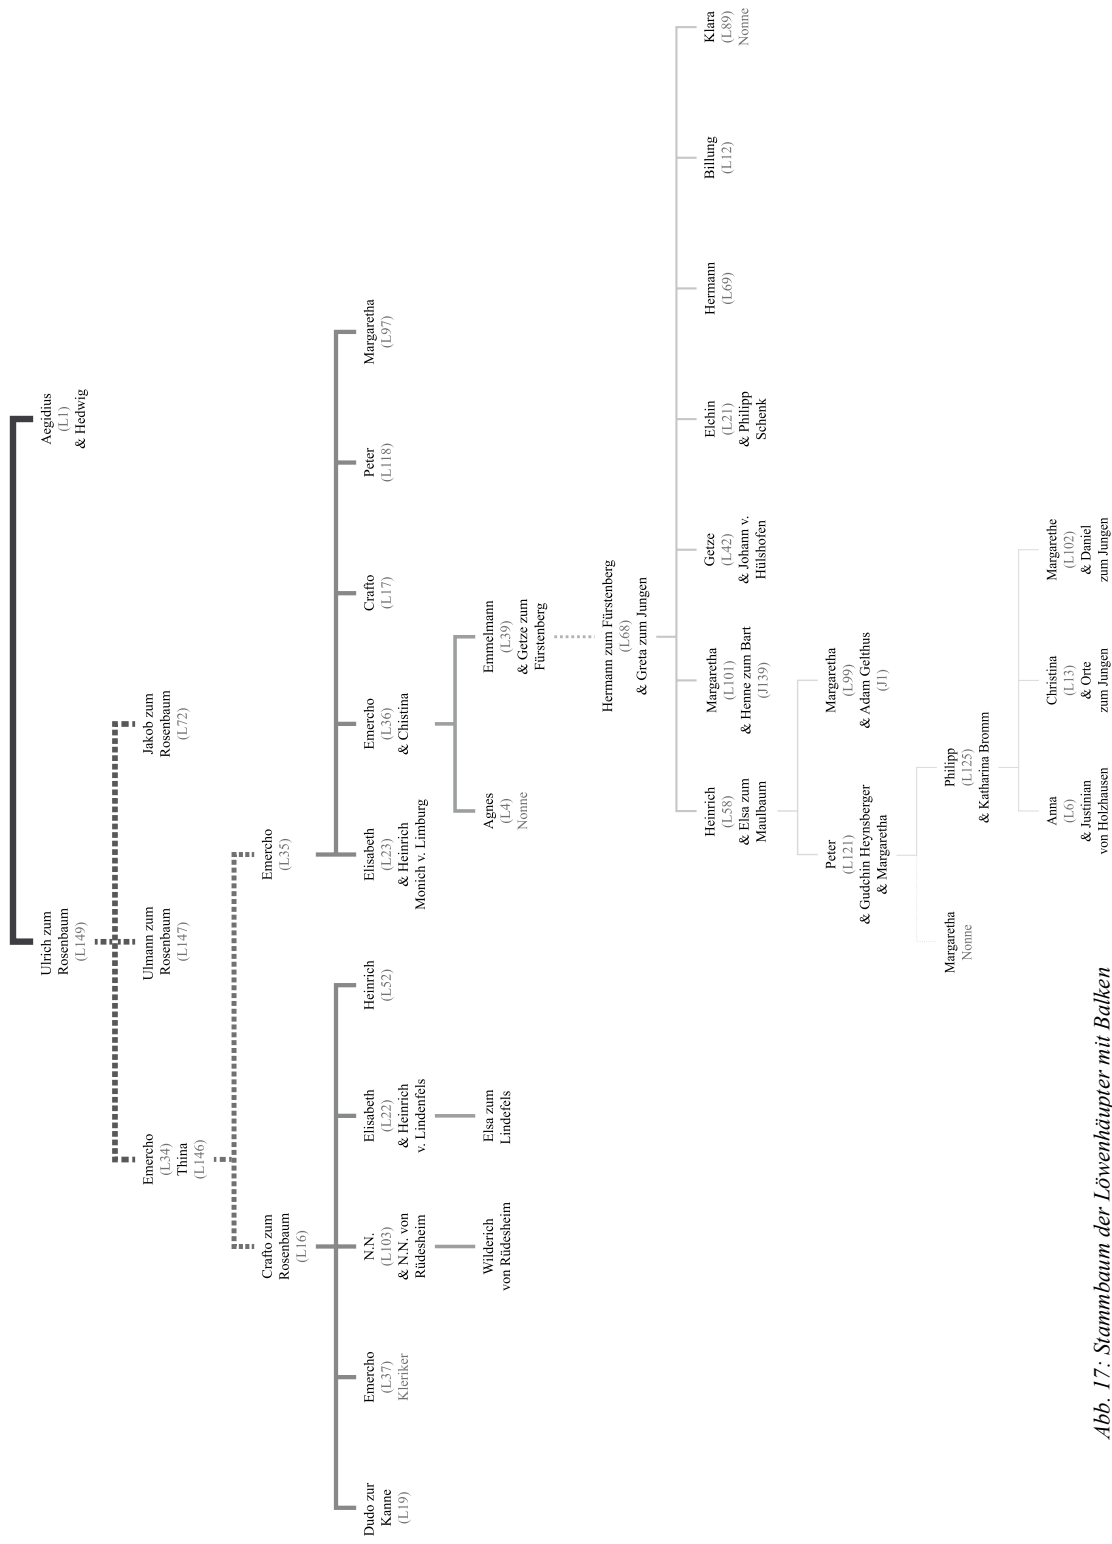 Ulrich zum
Rosenbaum
(L149)
Aegidius
(L1)
& Hedwig
Emercho
(L34)
Thina
(L146)
Ulmann zum
Rosenbaum
(L147)
Jakob zum
Rosenbaum
(L72)
Crafto zum
Rosenbaum
(L16)
Emercho
(L35)
Dudo zur
Kanne
(L19)
Emercho
(L37)
Kleriker
N.N.
(L103)
& N.N. von
Rüdesheim
Elisabeth
(L22)
& Heinrich
v. Lindenfels
Heinrich
(L52)
Elisabeth
(L23)
& Heinrich
Monich v. Limburg
Emercho
(L36)
& Chistina
Crafto
(L17)
Peter
(L118)
Margaretha
(L97)
Wilderich
von Rüdesheim
Elsa zum
Lindefels
Agnes
(L4)
Nonne
Emmelmann
(L39)
& Getze zum
Fürstenberg
Hermann zum Fürstenberg
(L68)
& Greta zum Jungen
Heinrich
(L58)
& Elsa zum
Maulbaum
Margaretha
(L101)
& Henne zum Bart
(J139)
Getze
(L42)
& Johann v.
Hülshofen
Elchin
(L21)
& Philipp
Schenk
Hermann
(L69)
Billung
(L12)
Klara
(L89)
Nonne
Peter
(L121)
& Gudchin Heynsberger
& Margaretha
Margaretha
(L99)
& Adam Gelthus
(J1)
Margaretha
Nonne
Philipp
(L125)
& Katharina Bromm
Anna
(L6)
& Justinian
von Holzhausen
Christina
(L13)
& Orte
zum Jungen
Margarethe
(L102)
& Daniel
zum Jungen
Abb. 17: Stammbaum der Löwenhäupter mit Balken